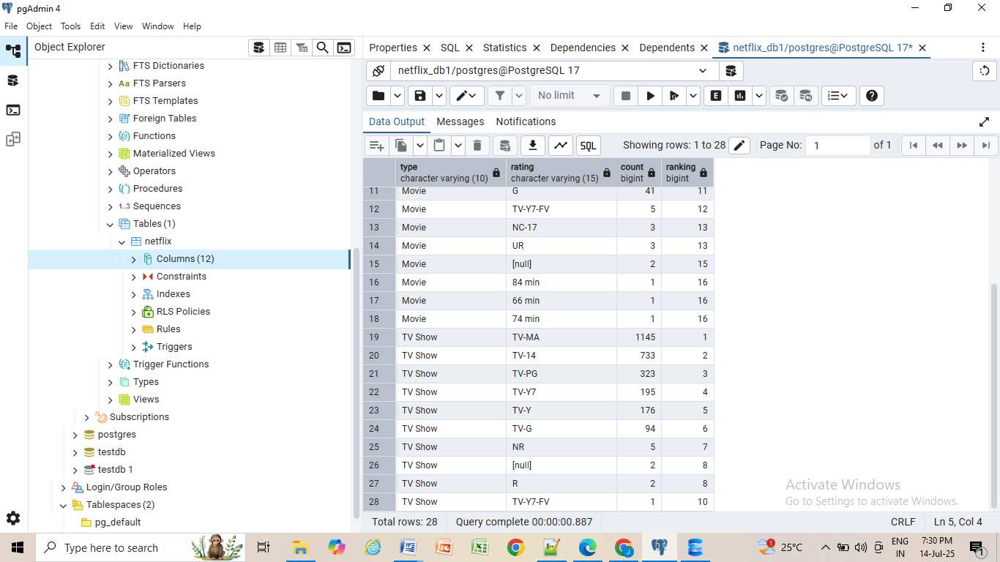 pgAdmin 4
File Object Tools Edit View Window Help
Object Explorer
FTS Dictionaries
Aa FTS Parsers
FTS Templates
Foreign Tables
Functions
Materialized Views
Operators
Procedures
1..3 Sequences
Tables (1)
netflix
Columns (12)
Constraints
Indexes
RLS Policies
Rules
Triggers
Trigger Functions
Types
Views
Subscriptions
postgres
testdb
testdb 1
Login/Group Roles
Tablespaces (2)
pg_default
Properties SQL Statistics Dependencies Dependents netflix_db1/postgres@PostgreSQL 17*
netflix_db1/postgres@PostgreSQL 17
No limit E
Data Output Messages Notifications
SQL Showing rows: 1 to 28 Page No: 1 of 1
type rating count ranking
character varying (10) character varying (15) bigint bigint
11 Movie G 41 11
12 Movie TV-Y7-FV 5 12
13 Movie NC-17 3 13
14 Movie UR 3 13
15 Movie [null] 2 15
16 Movie 84 min 1 16
17 Movie 66 min 1 16
18 Movie 74 min 1 16
19 TV Show TV-MA 1145 1
20 TV Show TV-14 733 2
21 TV Show TV-PG 323 3
22 TV Show TV-Y7 195 4
23 TV Show TV-Y 176 5
24 TV Show TV-G 94 6
25 TV Show NR 5 7
26 TV Show [null] 2 8
27 TV Show R 2 8
28 TV Show TV-Y7-FV 1 10
Activate Windows
Go to Settings to activate Windows.
Total rows: 28 Query complete 00:00:00.887 CRLF Ln 5, Col 4
Type here to search
1 25°C
ENG
IN
7:30 PM
14-Jul-25
1